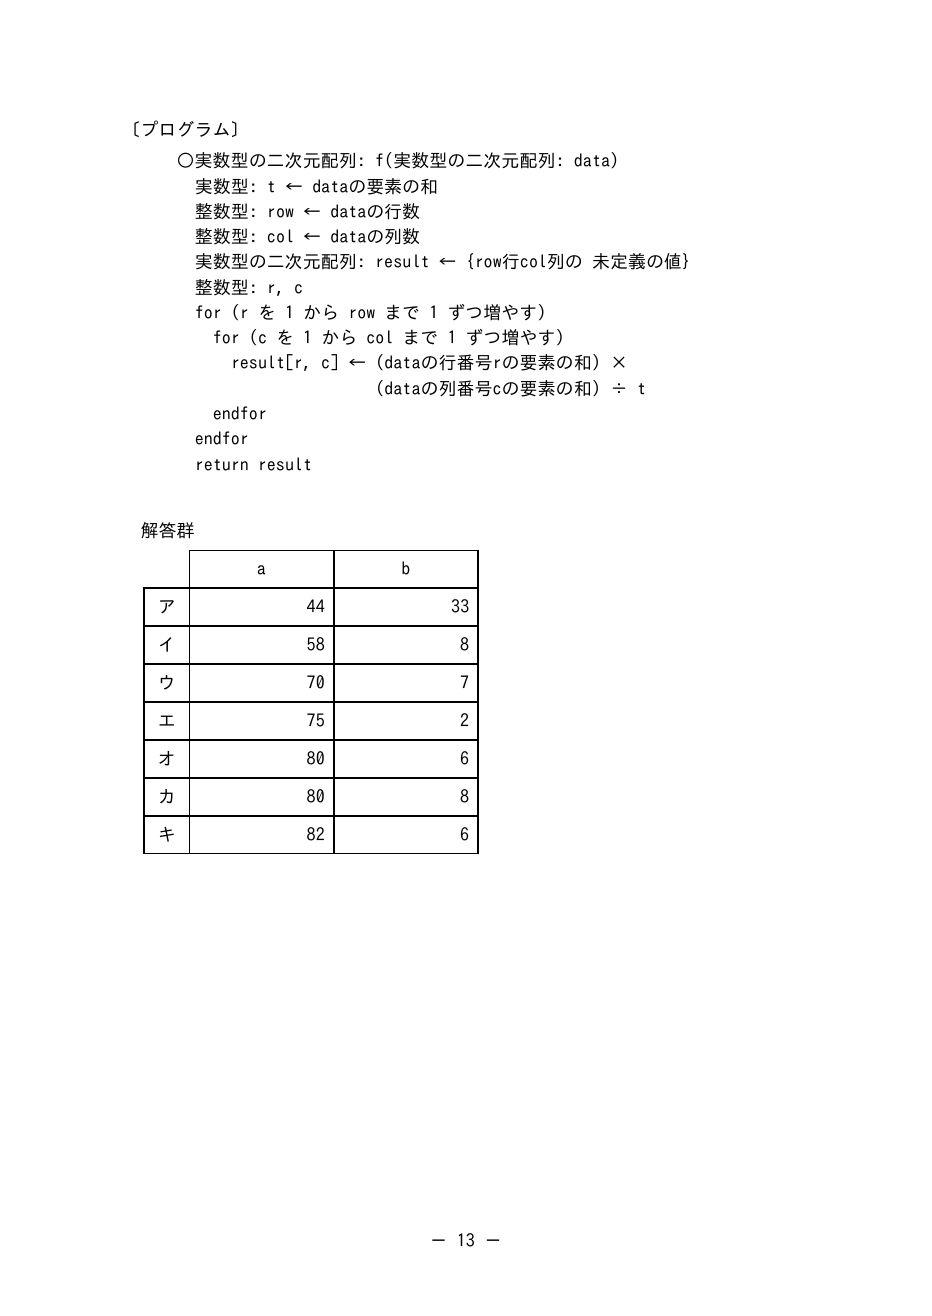 〔プログラム〕
○実数型の二次元配列: f(実数型の二次元配列: data)
実数型: t ← dataの要素の和
整数型: row ← dataの行数
整数型: col ← dataの列数
実数型の二次元配列: result ← {row行col列の 未定義の値}
整数型: r, c
for (r を 1 から row まで 1 ずつ増やす)
for (c を 1 から col まで 1 ずつ増やす)
result[r, c] ← (dataの行番号rの要素の和) ×
(dataの列番号cの要素の和) ÷ t
endfor
endfor
return result
解答群
a b
ア 44 33
イ 58 8
ウ 70 7
エ 75 2
オ 80 6
カ 80 8
キ 82 6
― 13 ―